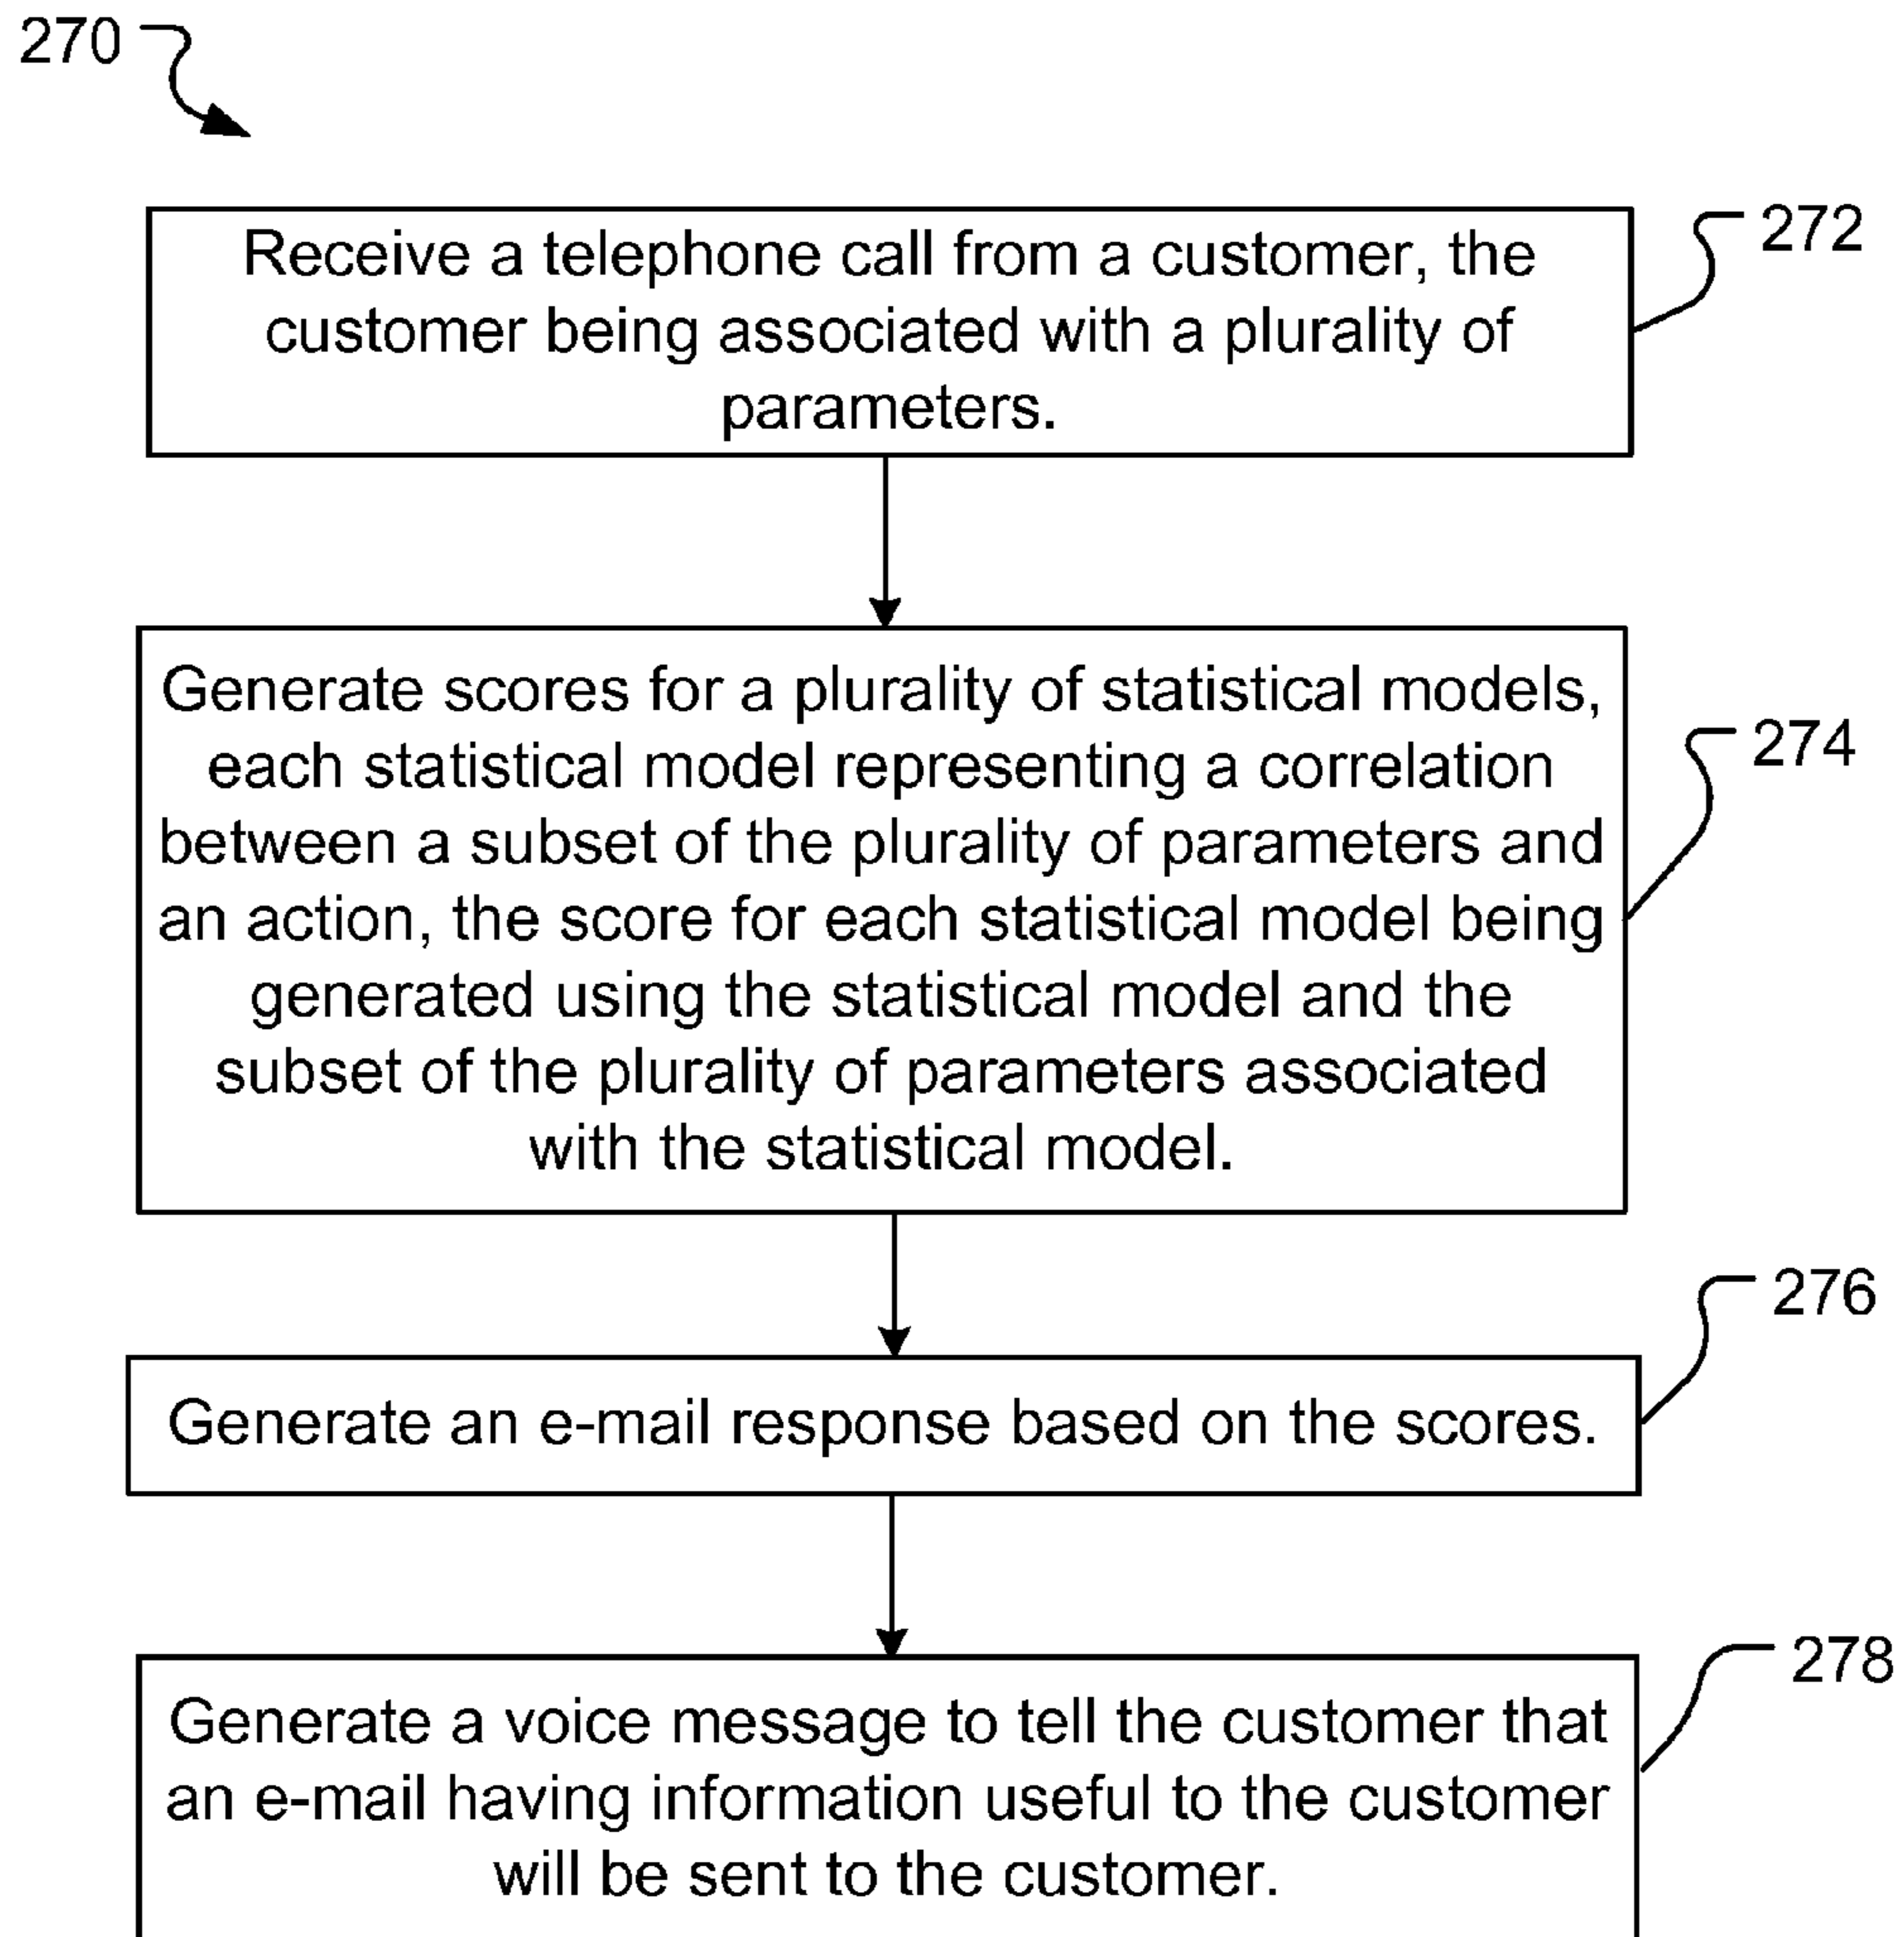 270
Receive a telephone call from a customer, the
customer being associated with a plurality of
parameters.
272
Generate scores for a plurality of statistical models,
each statistical model representing a correlation
between a subset of the plurality of parameters and
an action, the score for each statistical model being
generated using the statistical model and the
subset of the plurality of parameters associated
with the statistical model.
274
Generate an e-mail response based on the scores.
276
Generate a voice message to tell the customer that
an e-mail having information useful to the customer
will be sent to the customer.
278